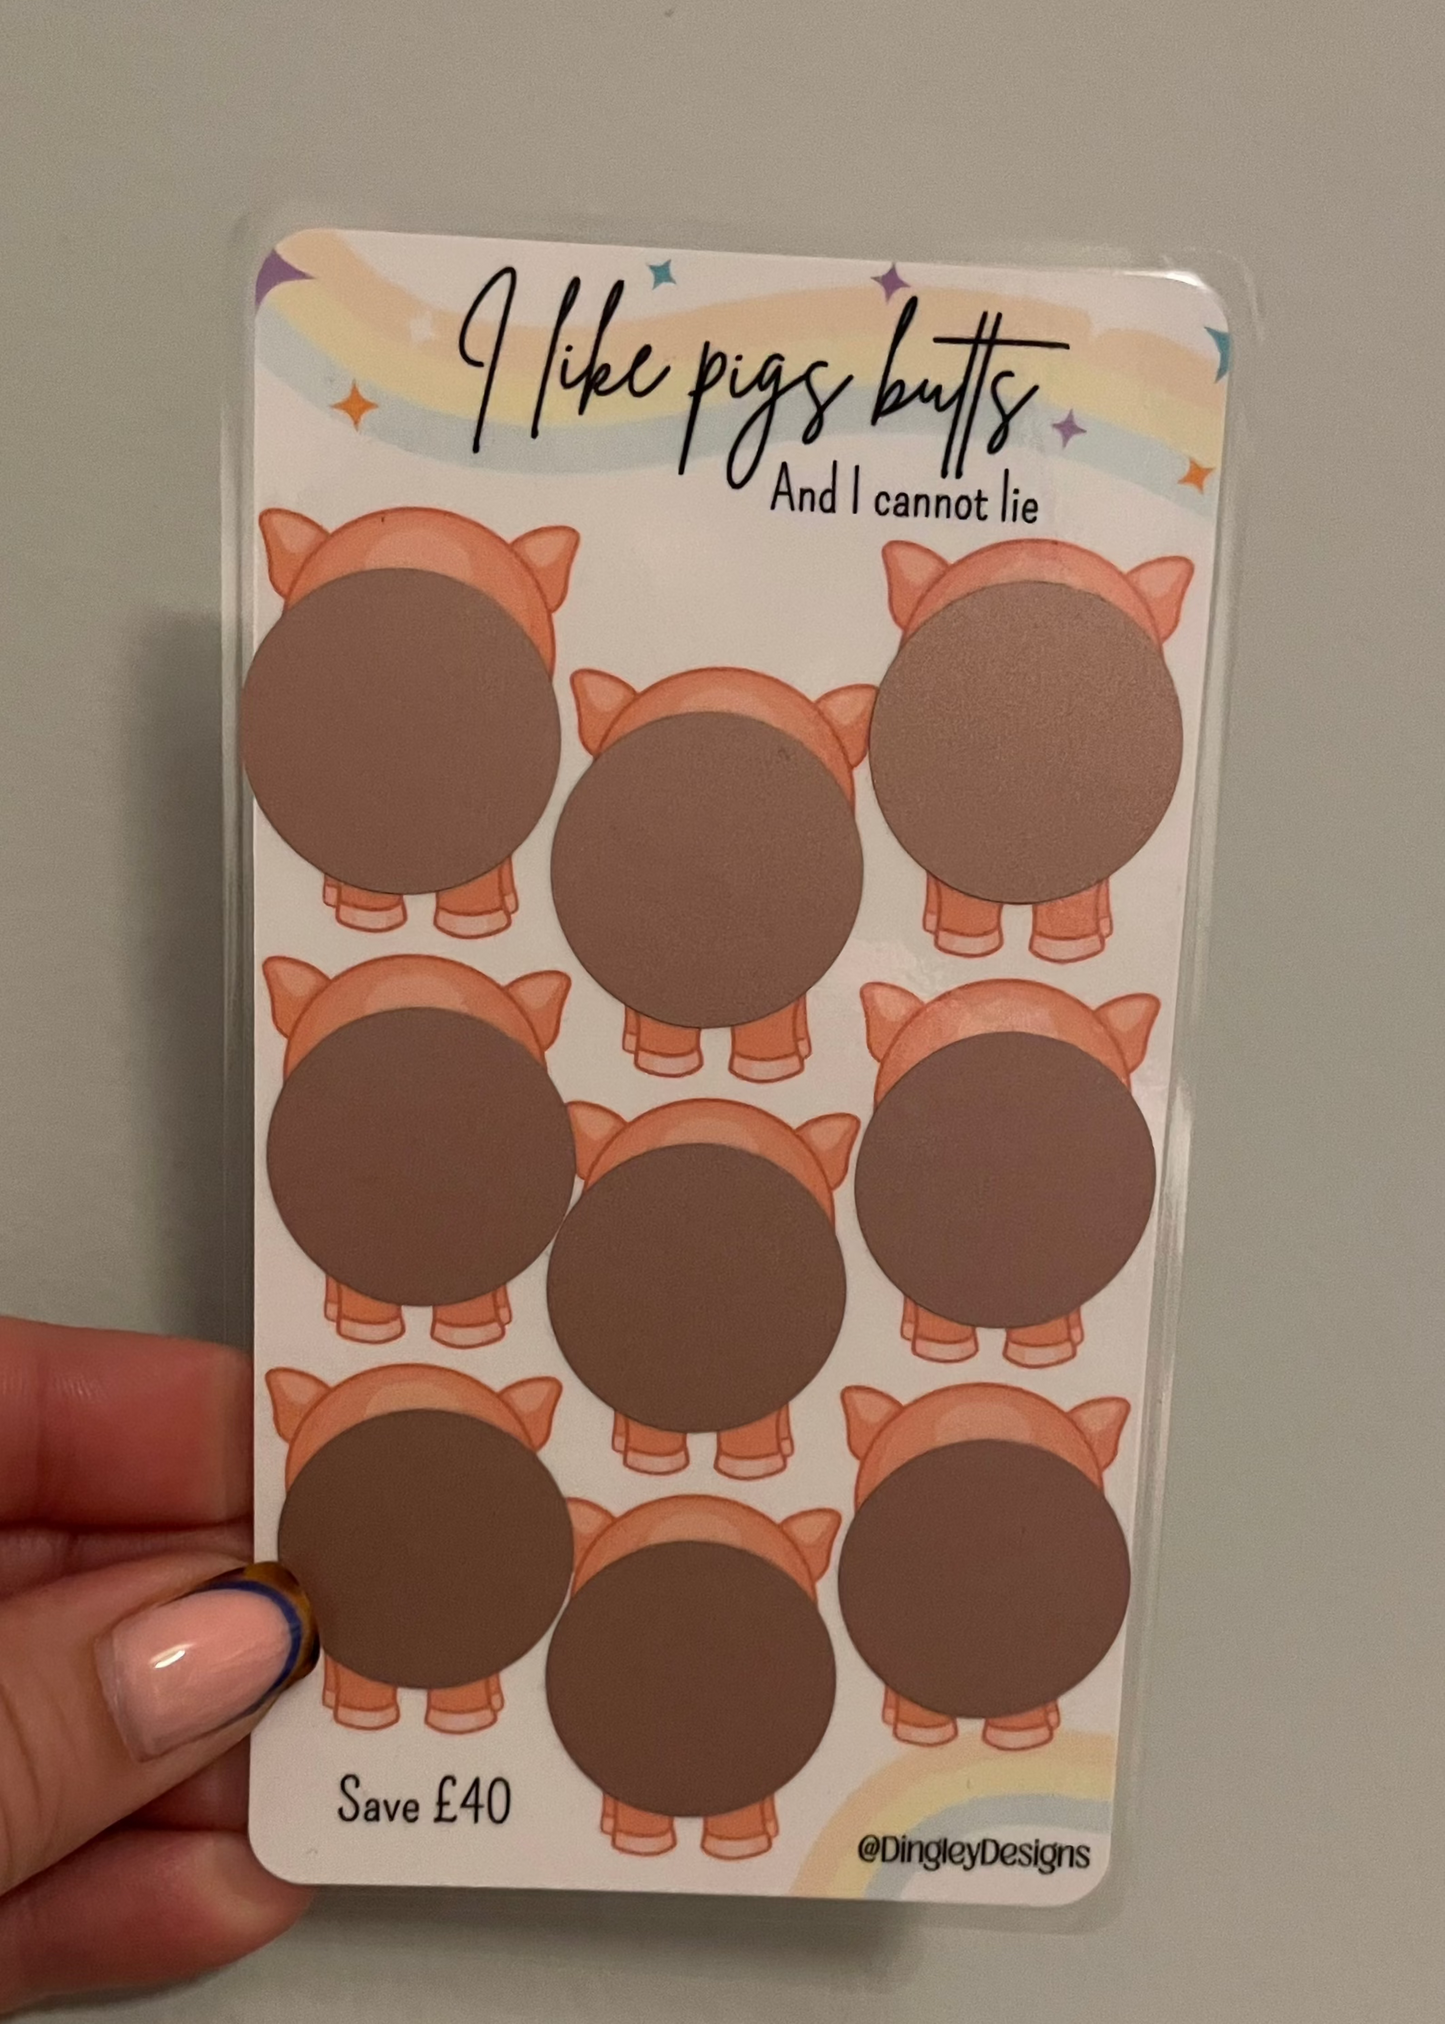 I like pigs butts
And I cannot lie
Save £40
@DingleyDesigns